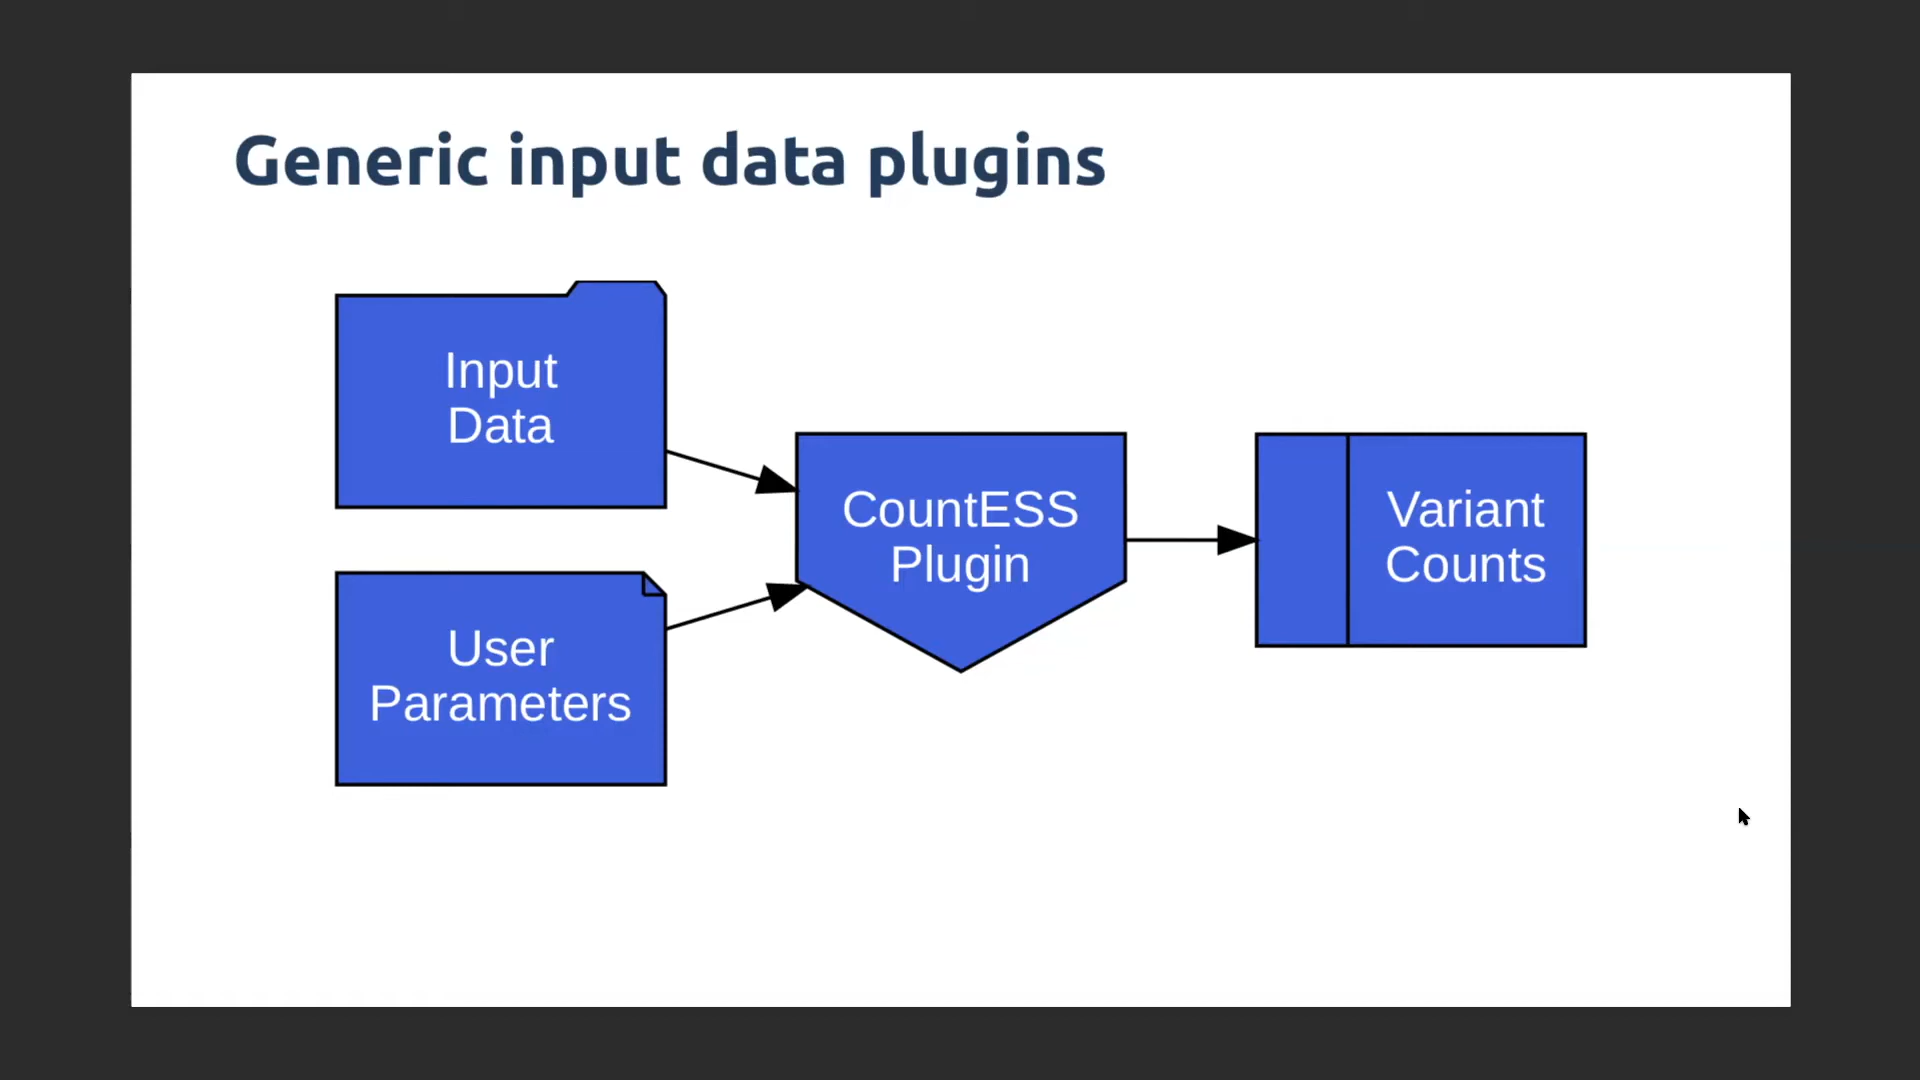 Generic input data plugins
Input
Data
User
Parameters
CountESS
Plugin
Variant
Counts